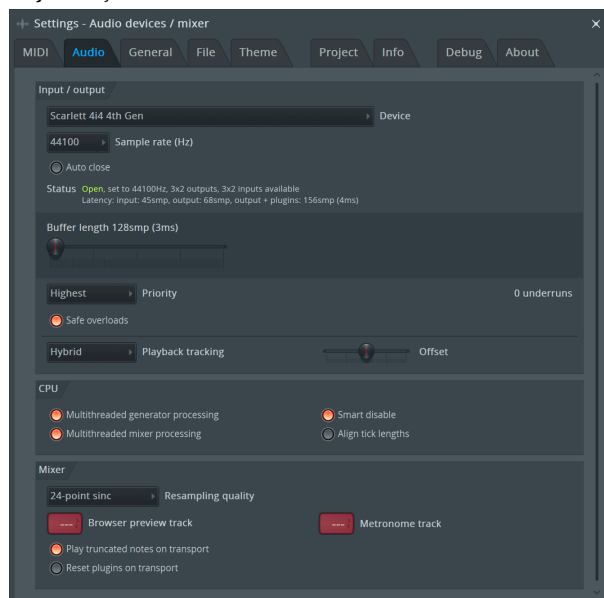 Settings - Audio devices / mixer
MIDI Audio General File Theme Project Info Debug About
Input / output
Scarlett 4i4 4th Gen Device
44100 Sample rate (Hz)
Auto close
Status Open, set to 44100Hz, 3x2 outputs, 3x2 inputs available
Latency: input: 45smp, output: 68smp, output + plugins: 156smp (4ms)
Buffer length 128smp (3ms)
Highest Priority 0 underruns
Safe overloads
Hybrid Playback tracking Offset
CPU
Multithreaded generator processing Smart disable
Multithreaded mixer processing Align tick lengths
Mixer
24-point sinc Resampling quality
--- Browser preview track --- Metronome track
Play truncated notes on transport
Reset plugins on transport